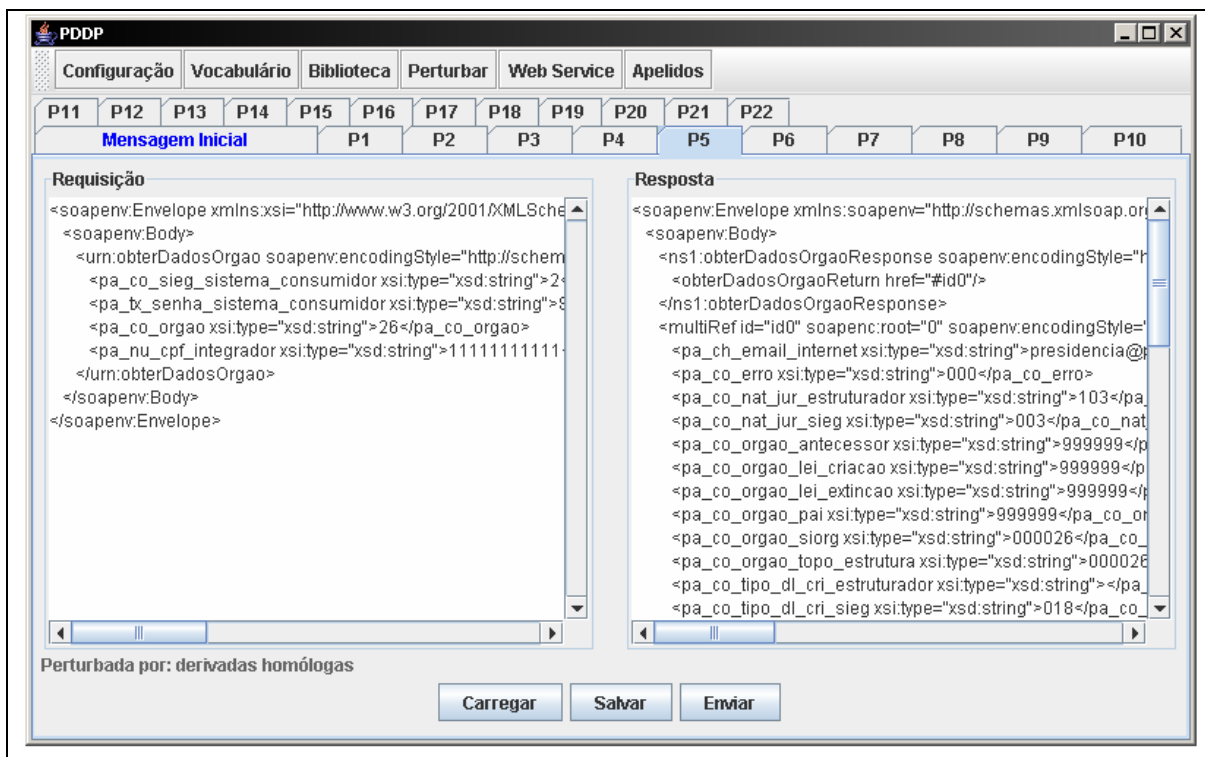 PDDP
Configuração Vocabulário Biblioteca Perturbar Web Service Apelidos
P11 P12 P13 P14 P15 P16 P17 P18 P19 P20 P21 P22
Mensagem Inicial P1 P2 P3 P4 P5 P6 P7 P8 P9 P10
Requisição
<soapenv:Envelope xmlns:xsi="http://www.w3.org/2001/XMLSche
<soapenv:Body>
<urn:obterDadosOrgao soapenv:encodingStyle="http://schem
<pa_co_sieg_sistema_consumidor xsi:type="xsd:string">2<
<pa_tx_senha_sistema_consumidor xsi:type="xsd:string">
<pa_co_orgao xsi:type="xsd:string">26</pa_co_orgao>
<pa_nu_cpf_integrador xsi:type="xsd:string">11111111111<
</urn:obterDadosOrgao>
</soapenv:Body>
</soapenv:Envelope>
Resposta
<soapenv:Envelope xmlns:soapenv="http://schemas.xmlsoap.or
<soapenv:Body>
<ns1:obterDadosOrgaoResponse soapenv:encodingStyle="h
<obterDadosOrgaoReturn href="#id0"/>
</ns1:obterDadosOrgaoResponse>
<multiRef id="id0" soapenc:root="0" soapenv:encodingStyle="
<pa_ch_email_internet xsi:type="xsd:string">presidencia@p
<pa_co_erro xsi:type="xsd:string">000</pa_co_erro>
<pa_co_nat_jur_estruturador xsi:type="xsd:string">103</pa_
<pa_co_nat_jur_sieg xsi:type="xsd:string">003</pa_co_nat_
<pa_co_orgao_antecessor xsi:type="xsd:string">999999</p
<pa_co_orgao_lei_criacao xsi:type="xsd:string">999999</p
<pa_co_orgao_lei_extincao xsi:type="xsd:string">999999</p
<pa_co_orgao_pai xsi:type="xsd:string">999999</pa_co_or
<pa_co_orgao_siorg xsi:type="xsd:string">000026</pa_co_
<pa_co_orgao_topo_estrutura xsi:type="xsd:string">000026
<pa_co_tipo_dl_cri_estruturador xsi:type="xsd:string"></pa_
<pa_co_tipo_dl_cri_sieg xsi:type="xsd:string">018</pa_co_
Perturbada por: derivadas homólogas
Carregar Salvar Enviar